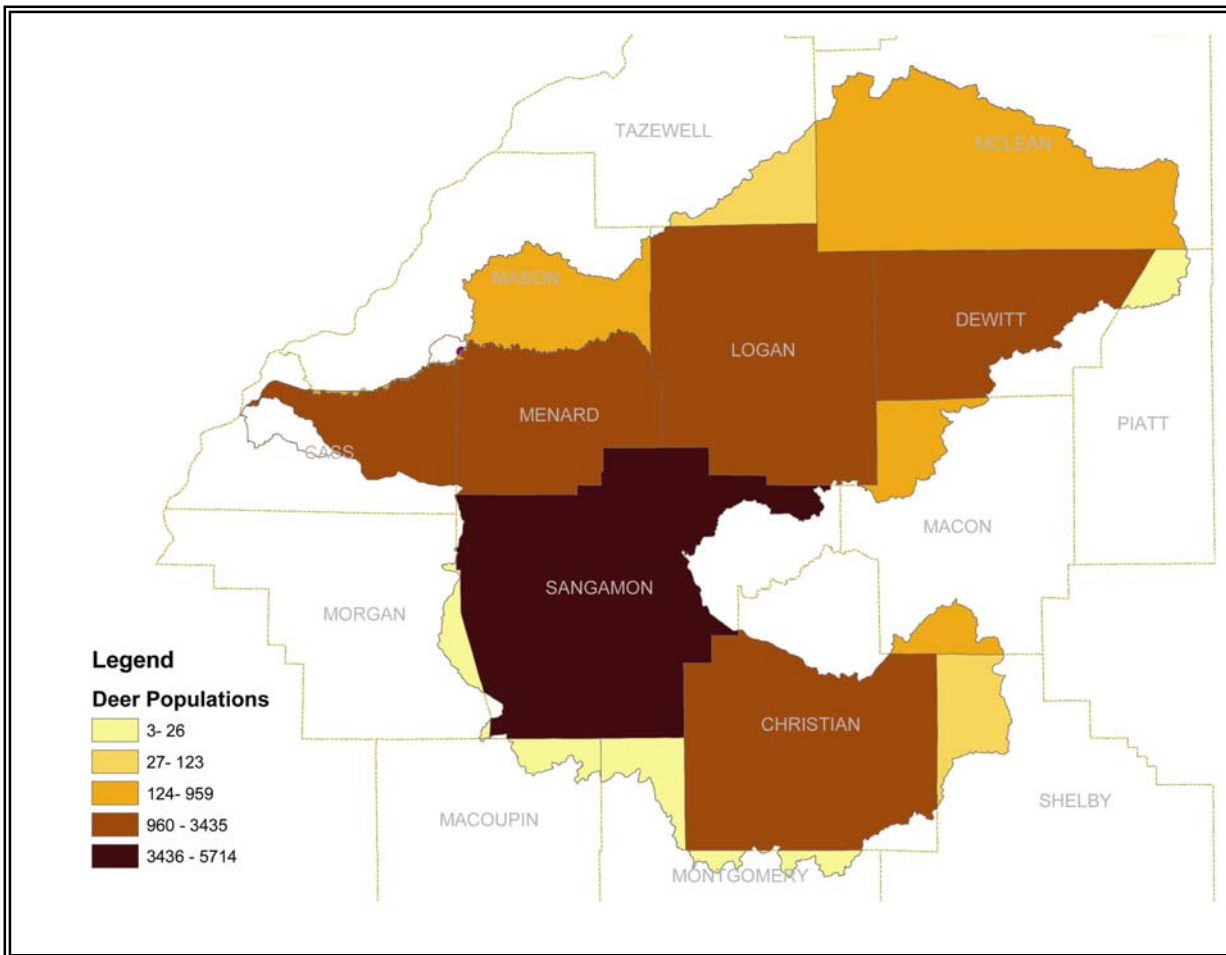 TAZEWELL
MCLEAN
MASON
DEWITT
LOGAN
MENARD
PIATT
CASS
MACON
SANGAMON
MORGAN
Legend
Deer Populations
3- 26
27- 123
124- 959
960 - 3435
3436 - 5714
CHRISTIAN
SHELBY
MACOUPIN
MONTGOMERY